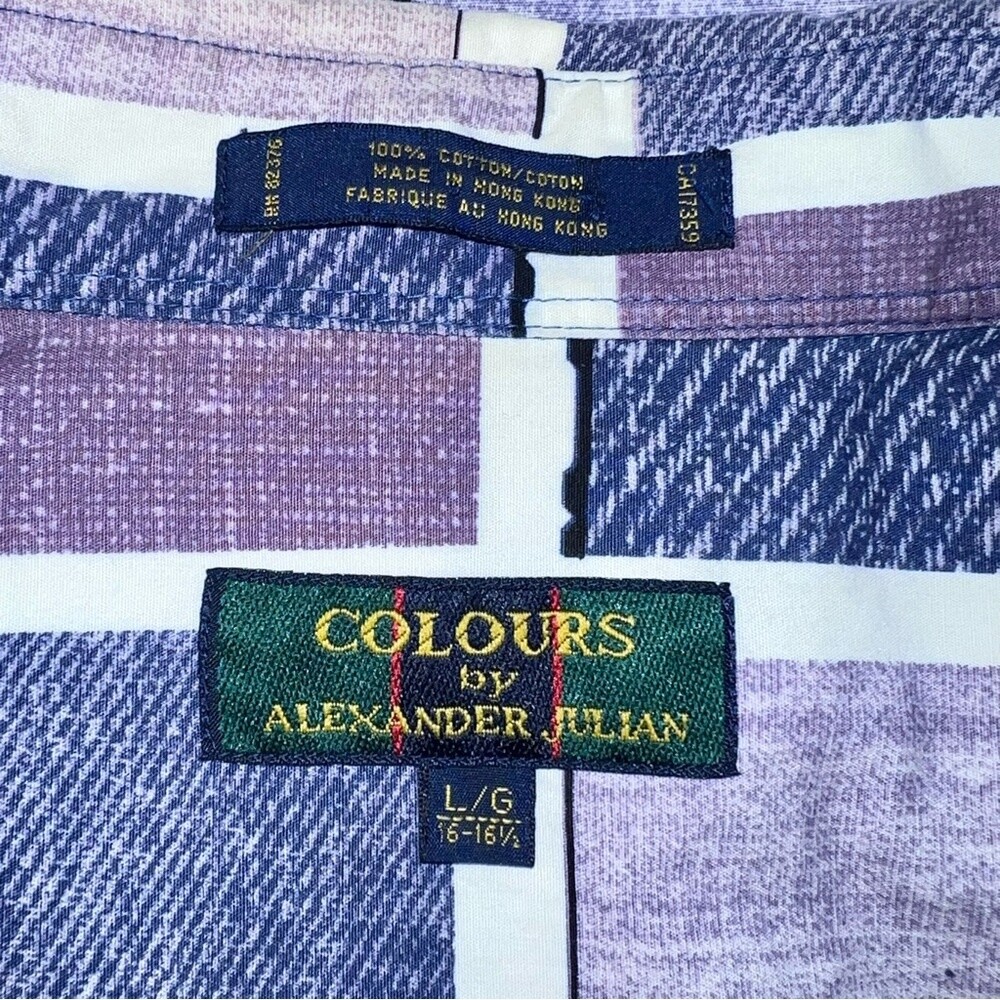 RN 82376
100% COTTON/COTON
MADE IN HONG KONG
FABRIQUE AU HONG KONG
CA17359
COLOURS
by
ALEXANDER JULIAN
L/G
16-16½